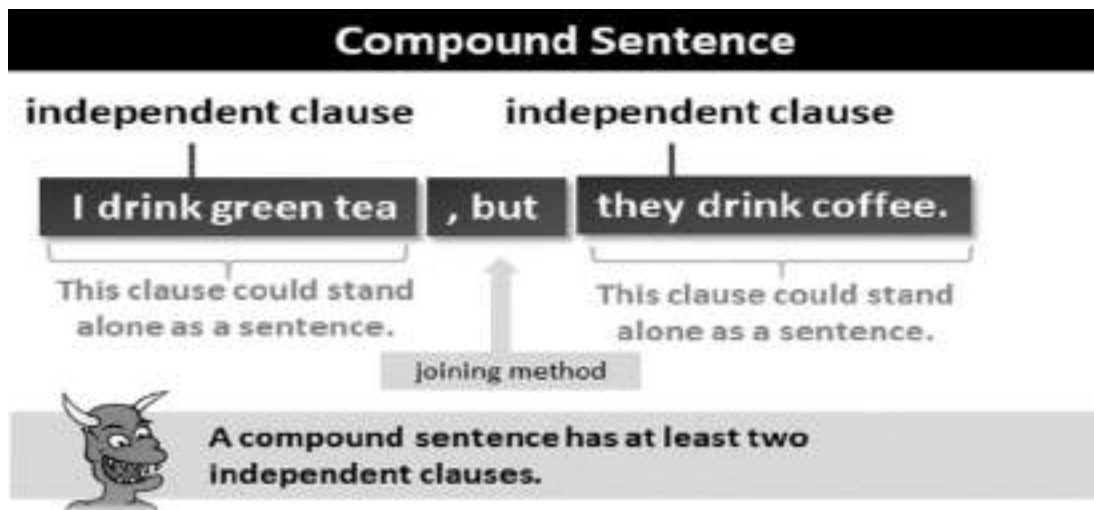 Compound Sentence
independent clause
independent clause
I drink green tea
, but
they drink coffee.
This clause could stand
alone as a sentence.
This clause could stand
alone as a sentence.
joining method
A compound sentence has at least two
independent clauses.